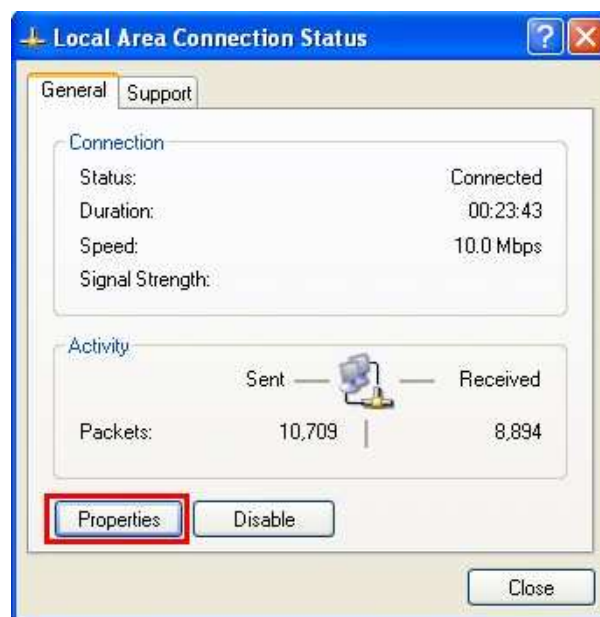 Local Area Connection Status
General Support
Connection
Status: Connected
Duration: 00:23:43
Speed: 10.0 Mbps
Signal Strength:
Activity
Sent Received
Packets: 10,709 8,894
Properties Disable
Close